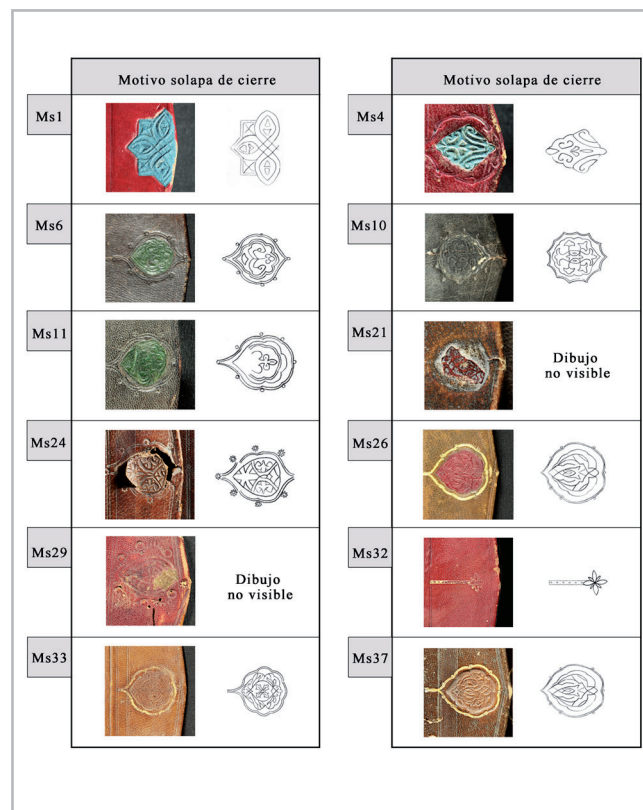 Motivo solapa de cierre
Motivo solapa de cierre
Ms1
Ms4
Ms6
Ms10
Ms11
Ms21
Dibujo
no visible
Ms24
Ms26
Ms29
Dibujo
no visible
Ms32
Ms33
Ms37